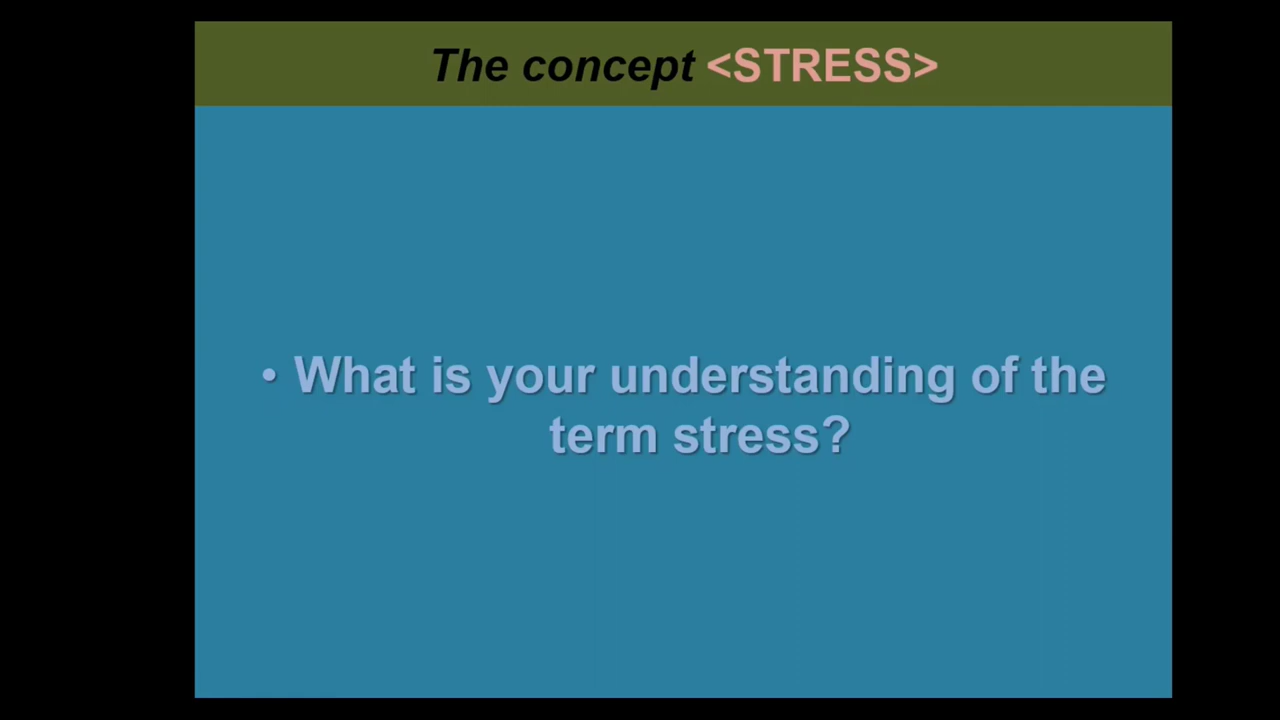 The concept <STRESS>
• What is your understanding of the
term stress?